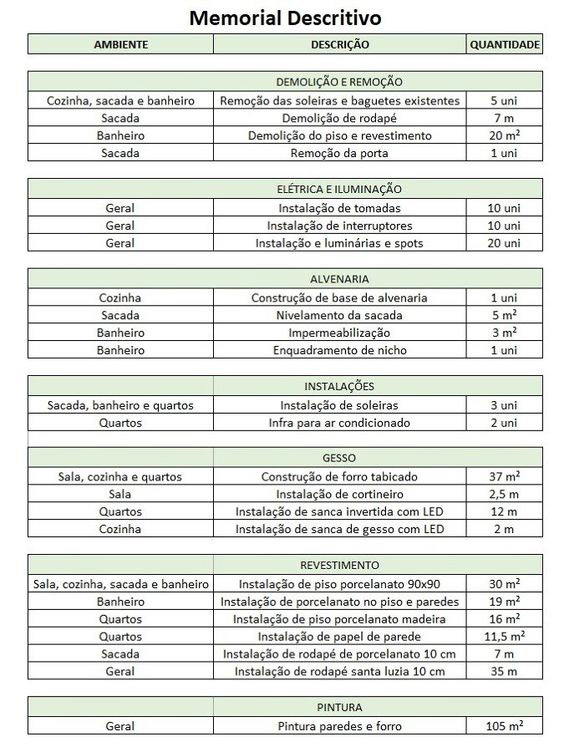 Memorial Descritivo
AMBIENTE DESCRIÇÃO QUANTIDADE
DEMOLIÇÃO E REMOÇÃO
Cozinha, sacada e banheiro Remoção das soleiras e baguetes existentes 5 uni
Sacada Demolição de rodapé 7 m
Banheiro Demolição do piso e revestimento 20 m²
Sacada Remoção da porta 1 uni
ELÉTRICA E ILUMINAÇÃO
Geral Instalação de tomadas 10 uni
Geral Instalação de interruptores 10 uni
Geral Instalação e luminárias e spots 20 uni
ALVENARIA
Cozinha Construção de base de alvenaria 1 uni
Sacada Nivelamento da sacada 5 m²
Banheiro Impermeabilização 3 m²
Banheiro Enquadramento de nicho 1 uni
INSTALAÇÕES
Sacada, banheiro e quartos Instalação de soleiras 3 uni
Quartos Infra para ar condicionado 2 uni
GESSO
Sala, cozinha e quartos Construção de forro tabicado 37 m²
Sala Instalação de cortineiro 2,5 m
Quartos Instalação de sanca invertida com LED 12 m
Cozinha Instalação de sanca de gesso com LED 2 m
REVESTIMENTO
Sala, cozinha, sacada e banheiro Instalação de piso porcelanato 90x90 30 m²
Banheiro Instalação de porcelanato no piso e paredes 19 m²
Quartos Instalação de piso porcelanato madeira 16 m²
Quartos Instalação de papel de parede 11,5 m²
Sacada Instalação de rodapé de porcelanato 10 cm 7 m
Geral Instalação de rodapé santa luzia 10 cm 35 m
PINTURA
Geral Pintura paredes e forro 105 m²